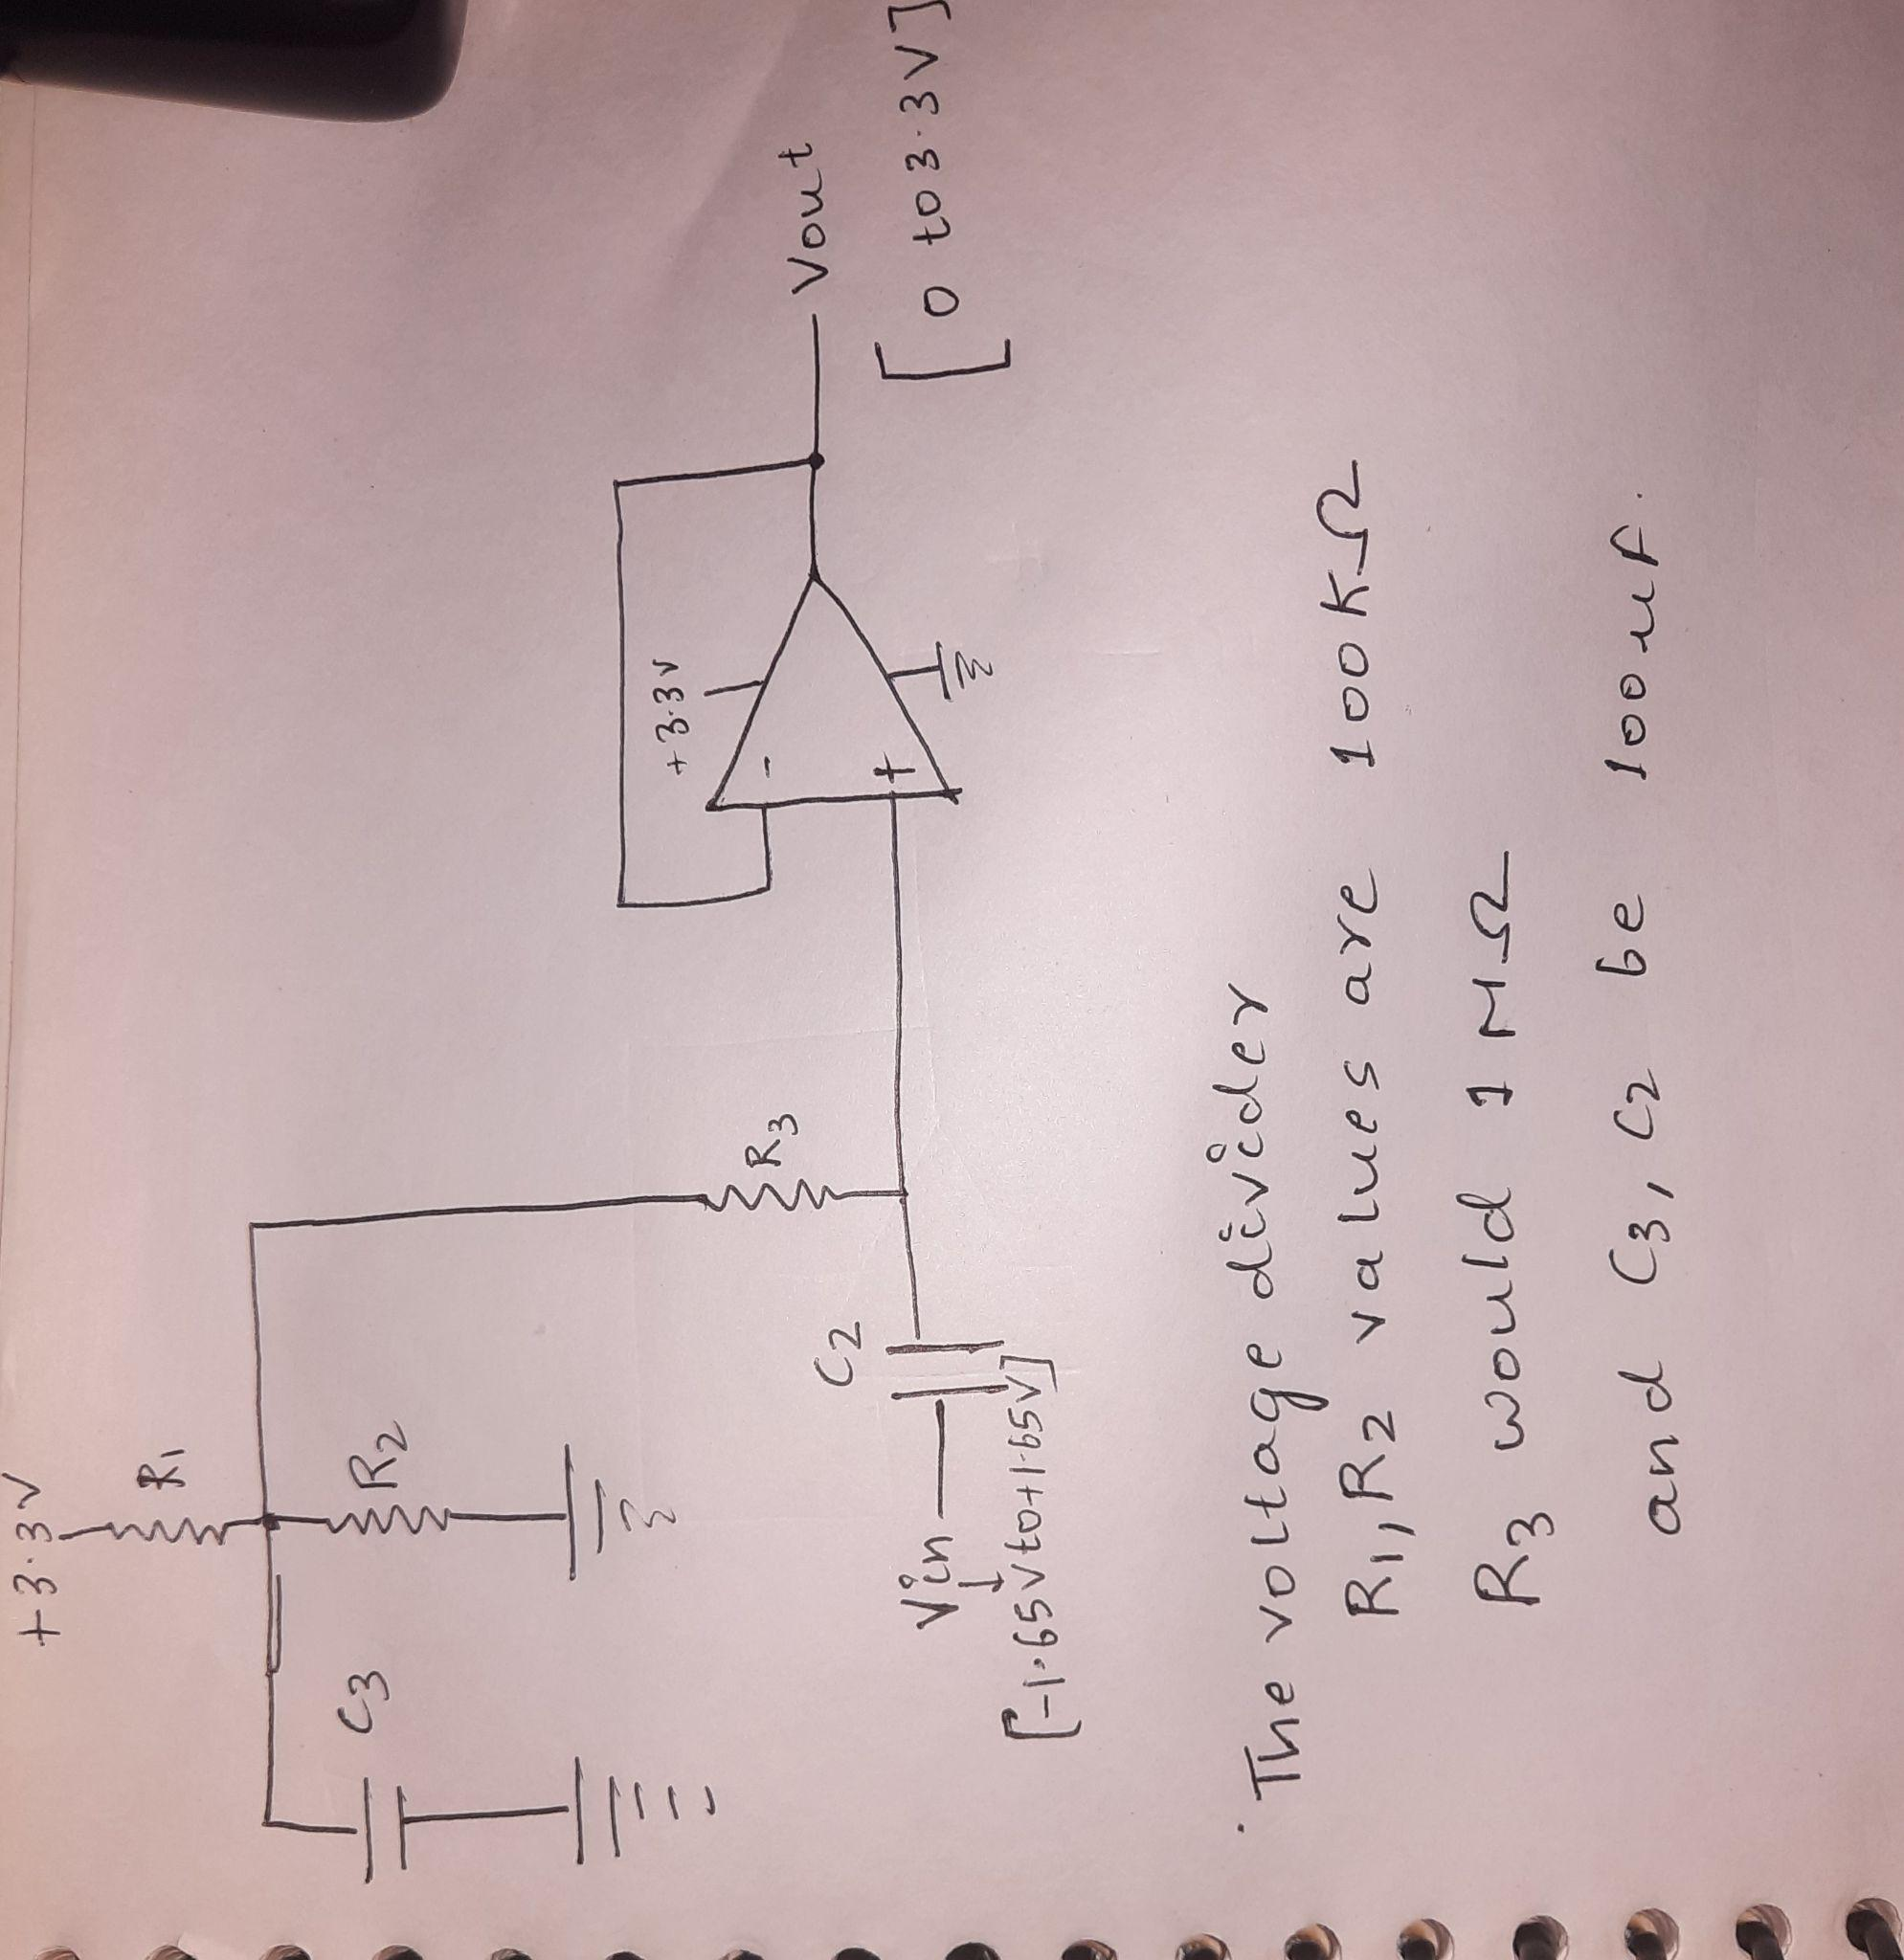 +3.3V
R1
C3
R2
R3
+3.3V
-
+
C2
Vin
[-1.65V to+1.65V]
Vout
[0 to 3.3V]
. The voltage divider
R1, R2 values are 100KΩ
R3 would 1MΩ
and C3, C2 be 100uf.